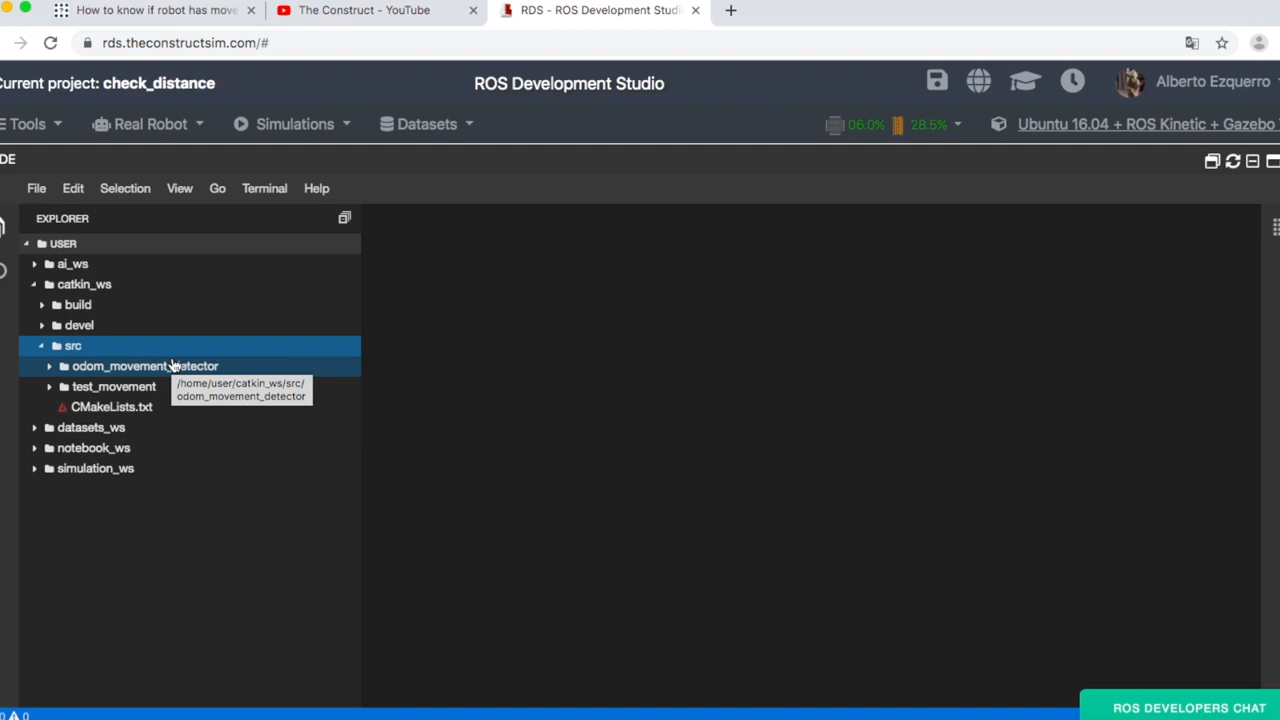 How to know if robot has move
The Construct - YouTube
RDS - ROS Development Studi
rds.theconstructsim.com/#
Current project: check_distance
ROS Development Studio
Alberto Ezquerro
Tools
Real Robot
Simulations
Datasets
06.0%
28.5%
Ubuntu 16.04 + ROS Kinetic + Gazebo
DE
File
Edit
Selection
View
Go
Terminal
Help
EXPLORER
USER
ai_ws
catkin_ws
build
devel
src
odom_movement_detector
test_movement
/home/user/catkin_ws/src/
odom_movement_detector
CMakeLists.txt
datasets_ws
notebook_ws
simulation_ws
0 0
ROS DEVELOPERS CHAT